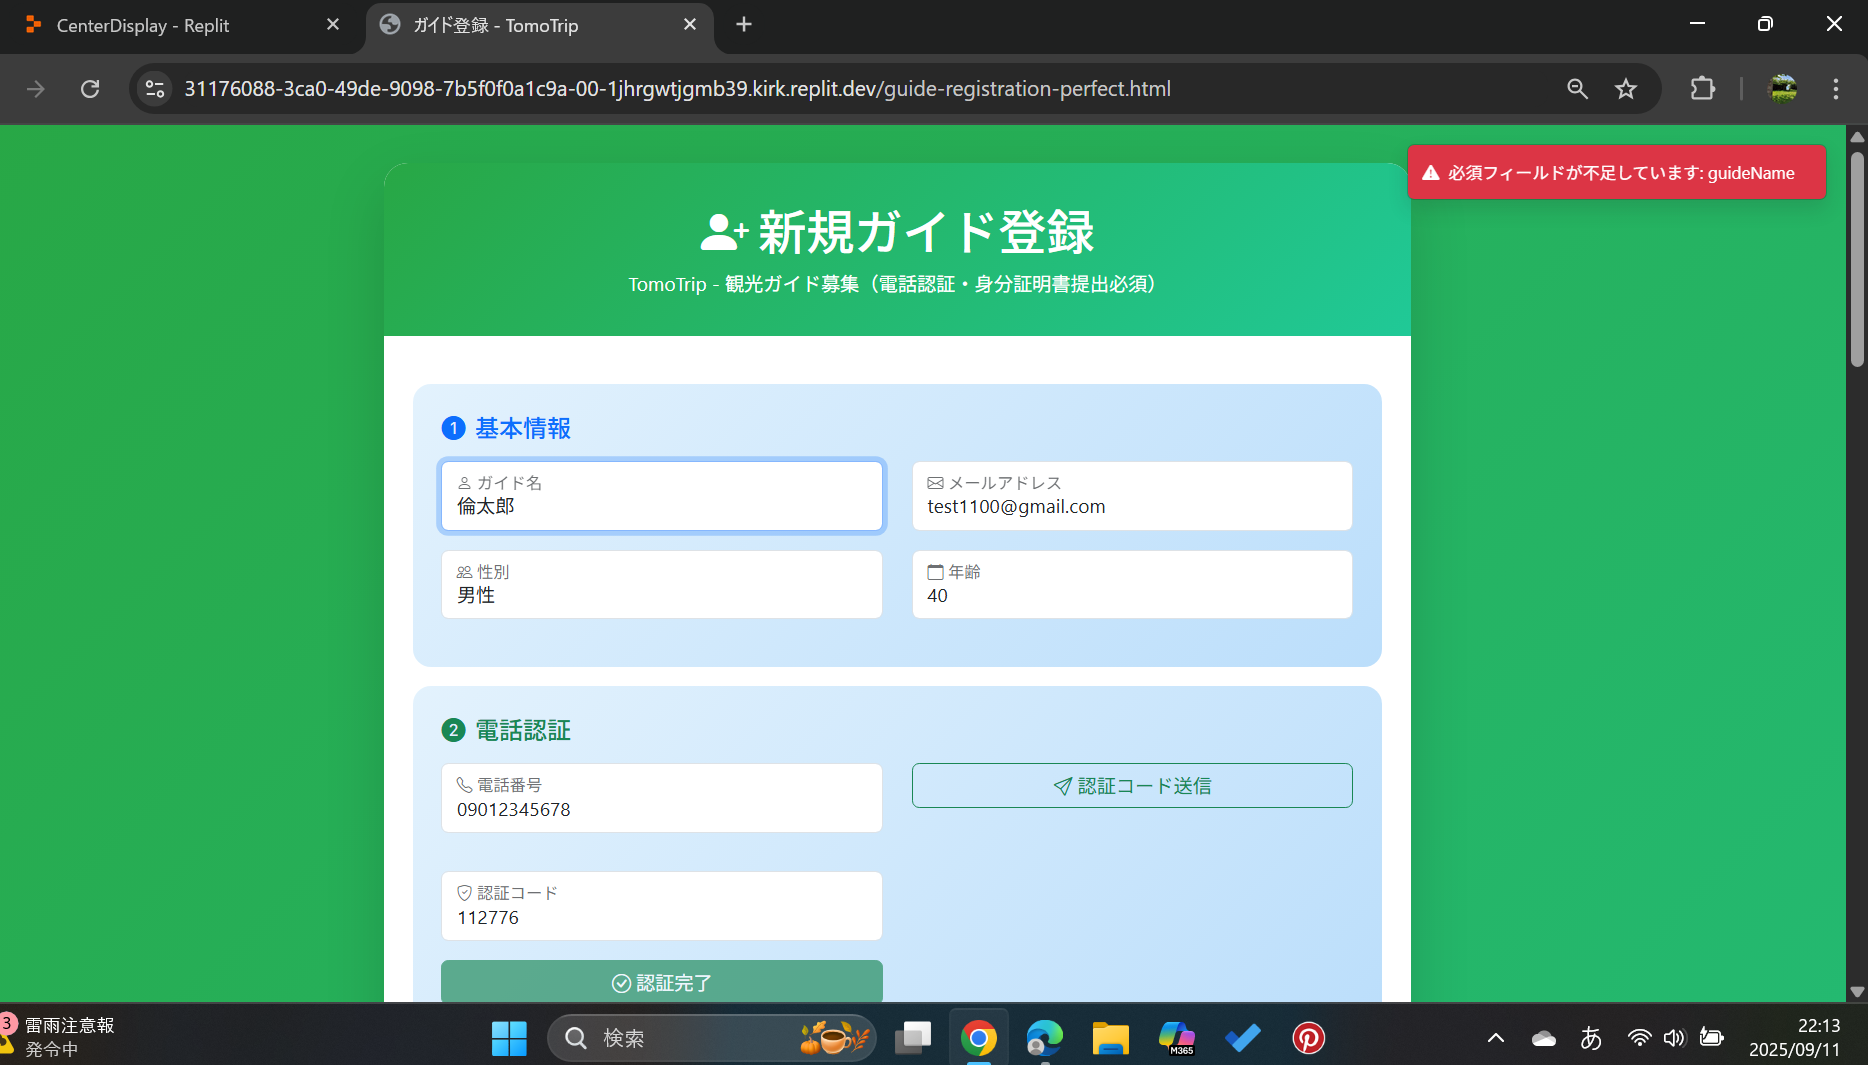 CenterDisplay - Replit
ガイド登録 - TomoTrip
31176088-3ca0-49de-9098-7b5f0f0a1c9a-00-1jhrgwtjgmb39.kirk.replit.dev/guide-registration-perfect.html
必須フィールドが不足しています: guideName
新規ガイド登録
TomoTrip - 観光ガイド募集（電話認証・身分証明書提出必須）
1 基本情報
ガイド名
倫太郎
メールアドレス
test1100@gmail.com
性別
男性
年齢
40
2 電話認証
電話番号
09012345678
認証コード送信
認証コード
112776
認証完了
3
雷雨注意報
発令中
検索
M365
あ
22:13
2025/09/11